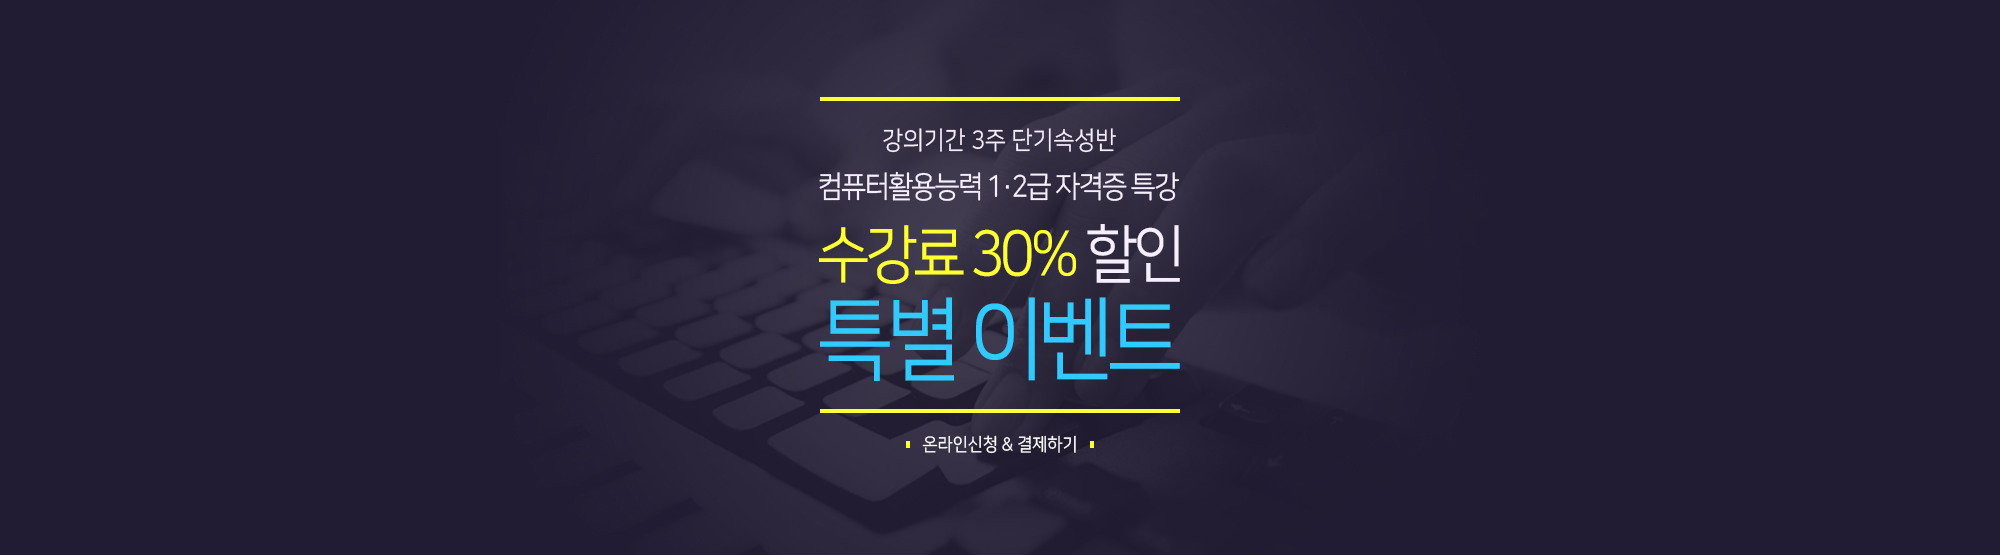 강의기간 3주 단기속성반
컴퓨터활용능력 1·2급 자격증 특강
수강료 30% 할인
특별 이벤트
온라인신청 & 결제하기